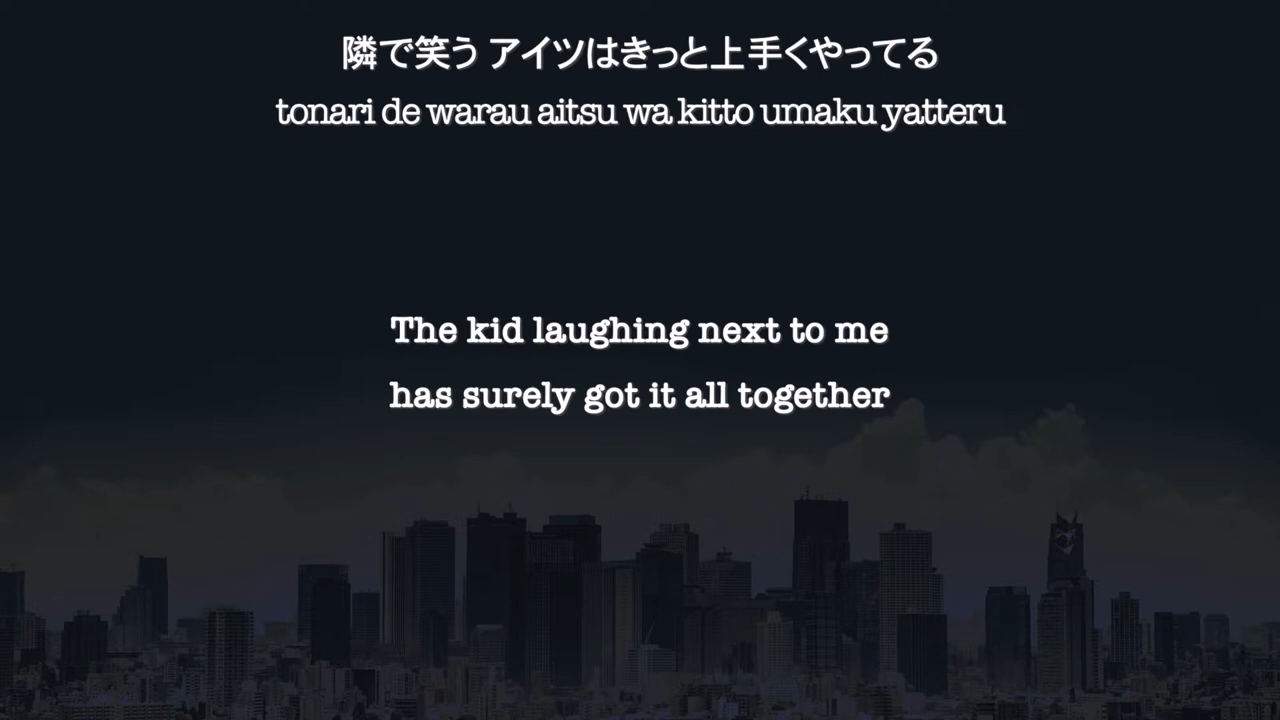 隣で笑う アイツはきっと上手くやってる
tonari de warau aitsu wa kitto umaku yatteru
The kid laughing next to me
has surely got it all together